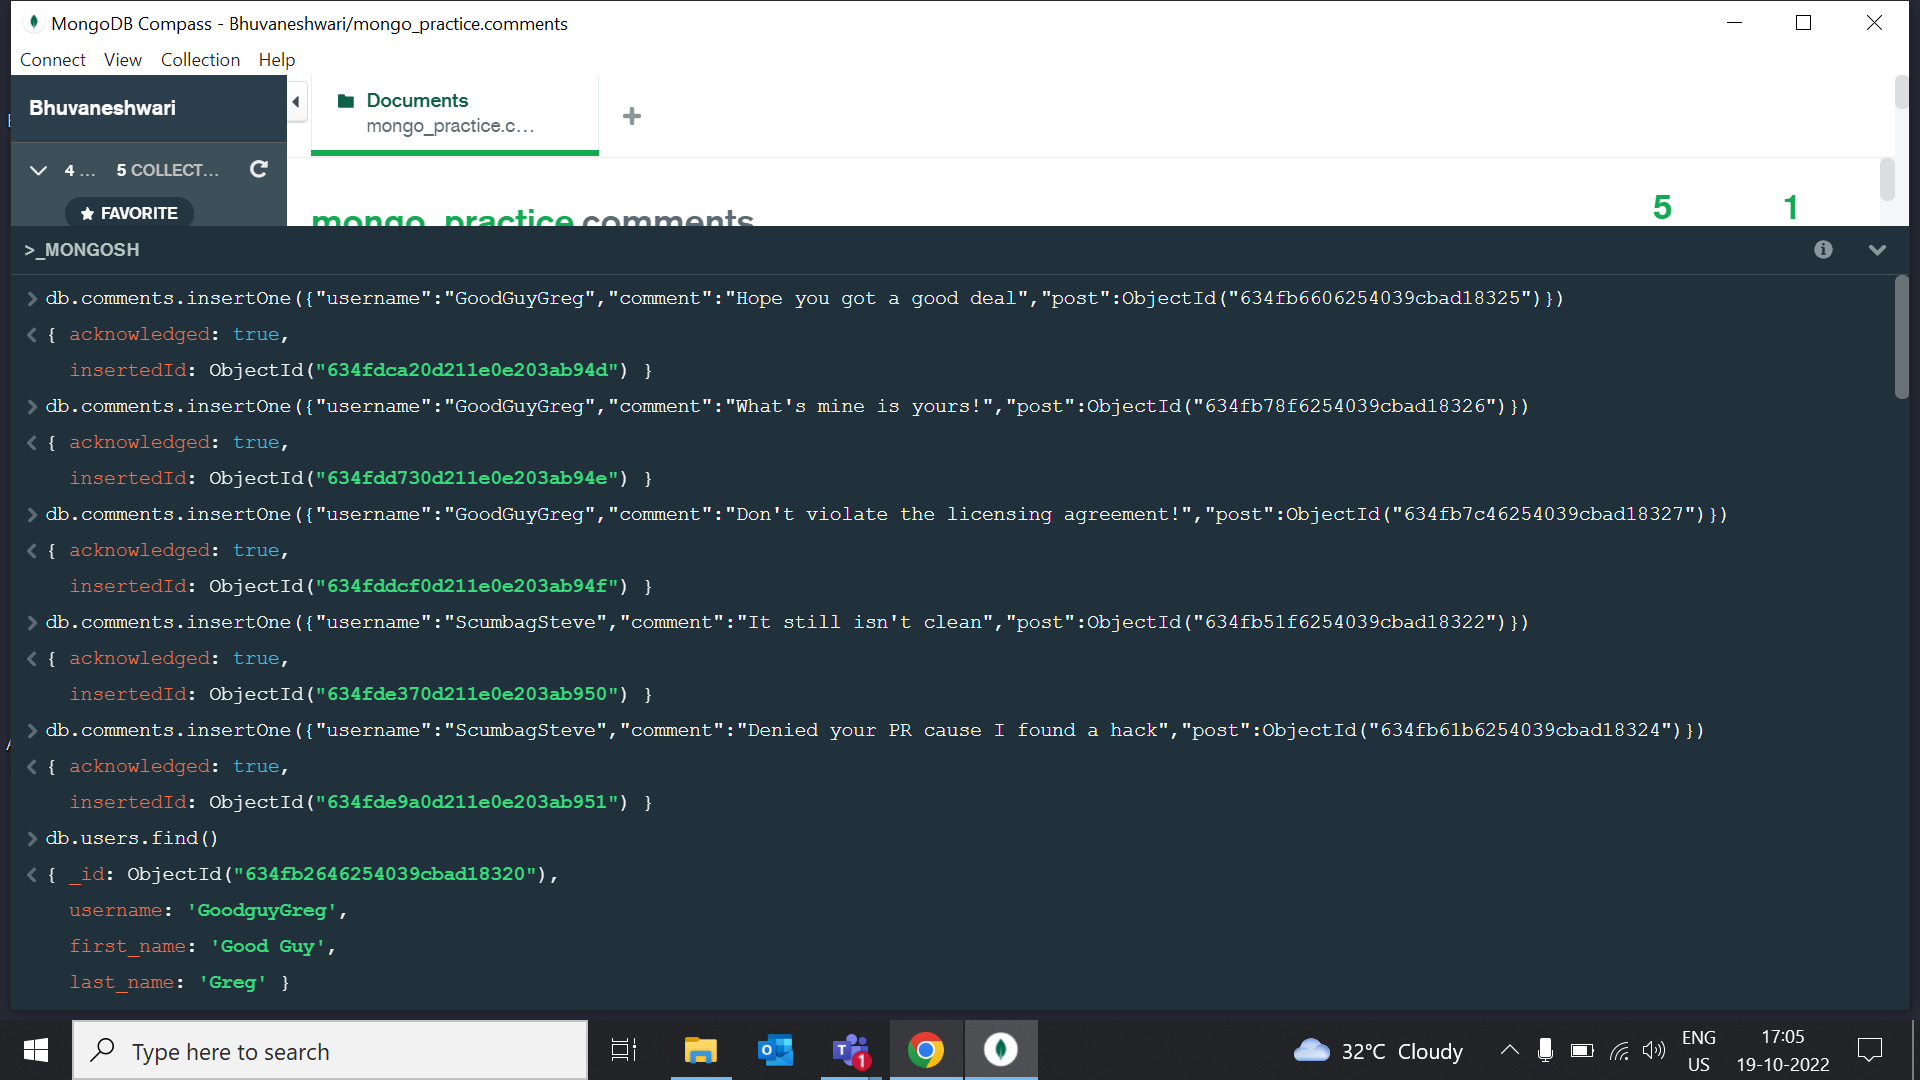 MongoDB Compass - Bhuvaneshwari/mongo_practice.comments
Connect View Collection Help
Bhuvaneshwari
Documents
mongo_practice.c...
4 ... 5 COLLECT...
FAVORITE
mongo_practice.comments
5 1
>_MONGOSH
db.comments.insertOne({"username":"GoodGuyGreg","comment":"Hope you got a good deal","post":ObjectId("634fb6606254039cbad18325")})
{ acknowledged: true,
insertedId: ObjectId("634fdca20d211e0e203ab94d") }
db.comments.insertOne({"username":"GoodGuyGreg","comment":"What's mine is yours!","post":ObjectId("634fb78f6254039cbad18326")})
{ acknowledged: true,
insertedId: ObjectId("634fdd730d211e0e203ab94e") }
db.comments.insertOne({"username":"GoodGuyGreg","comment":"Don't violate the licensing agreement!","post":ObjectId("634fb7c46254039cbad18327")})
{ acknowledged: true,
insertedId: ObjectId("634fddcf0d211e0e203ab94f") }
db.comments.insertOne({"username":"ScumbagSteve","comment":"It still isn't clean","post":ObjectId("634fb51f6254039cbad18322")})
{ acknowledged: true,
insertedId: ObjectId("634fde370d211e0e203ab950") }
db.comments.insertOne({"username":"ScumbagSteve","comment":"Denied your PR cause I found a hack","post":ObjectId("634fb61b6254039cbad18324")})
{ acknowledged: true,
insertedId: ObjectId("634fde9a0d211e0e203ab951") }
db.users.find()
{ _id: ObjectId("634fb2646254039cbad18320"),
username: 'GoodguyGreg',
first_name: 'Good Guy',
last_name: 'Greg' }
Type here to search
32°C Cloudy
ENG
US
17:05
19-10-2022